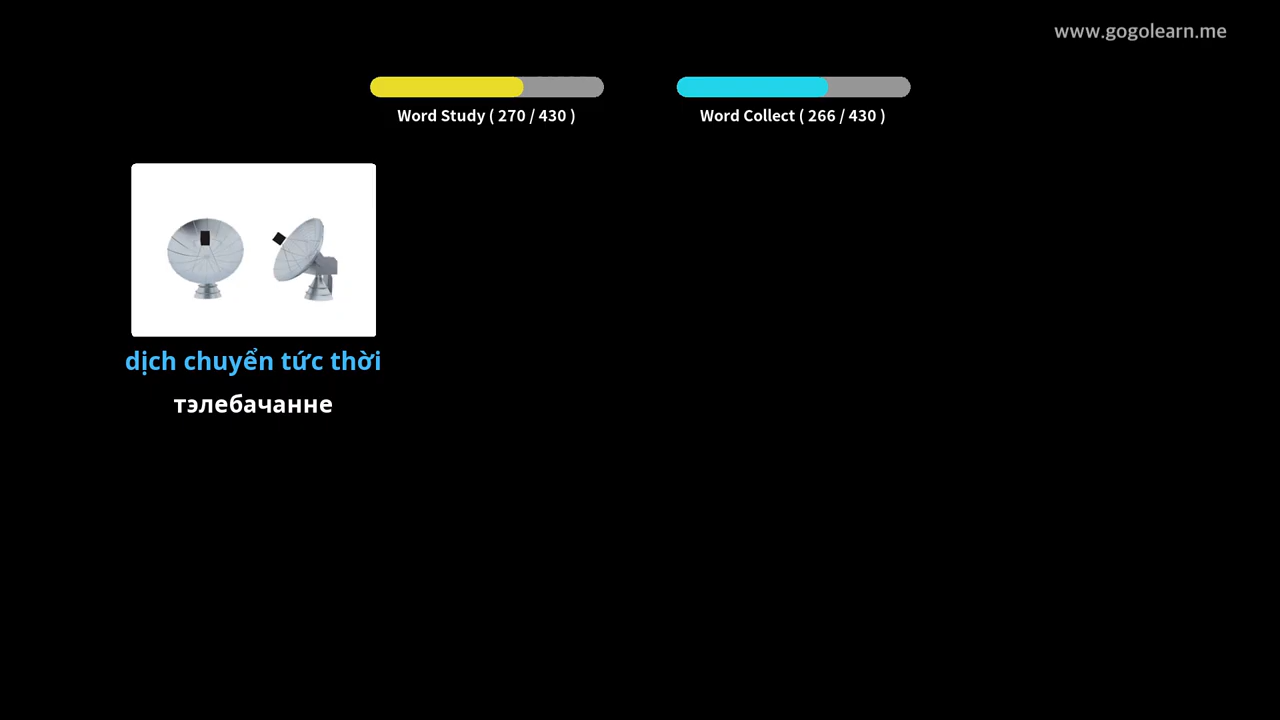 www.gogolearn.me
Word Study ( 270 / 430 )
Word Collect ( 266 / 430 )
dịch chuyển tức thời
тэлебачанне